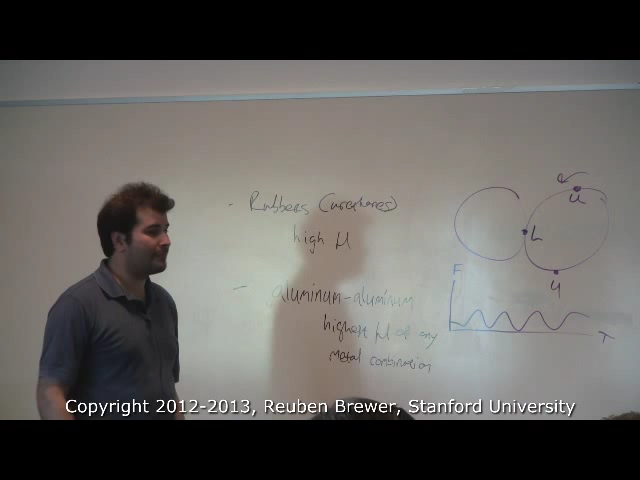 - Rubbers (urethanes)
high μ
- aluminum-aluminum
highest μ of any
metal combination
u
L
F
T
Copyright 2012-2013, Reuben Brewer, Stanford University